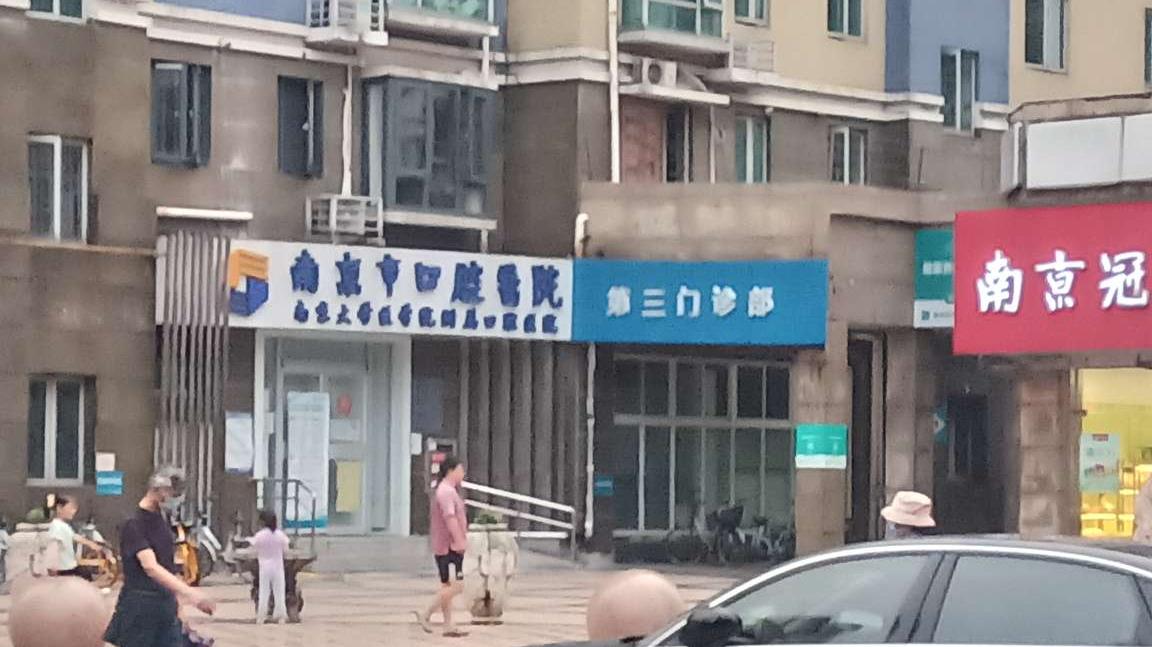 南京市口腔医院
南京大学医学院附属口腔医院
第三门诊部
南京冠